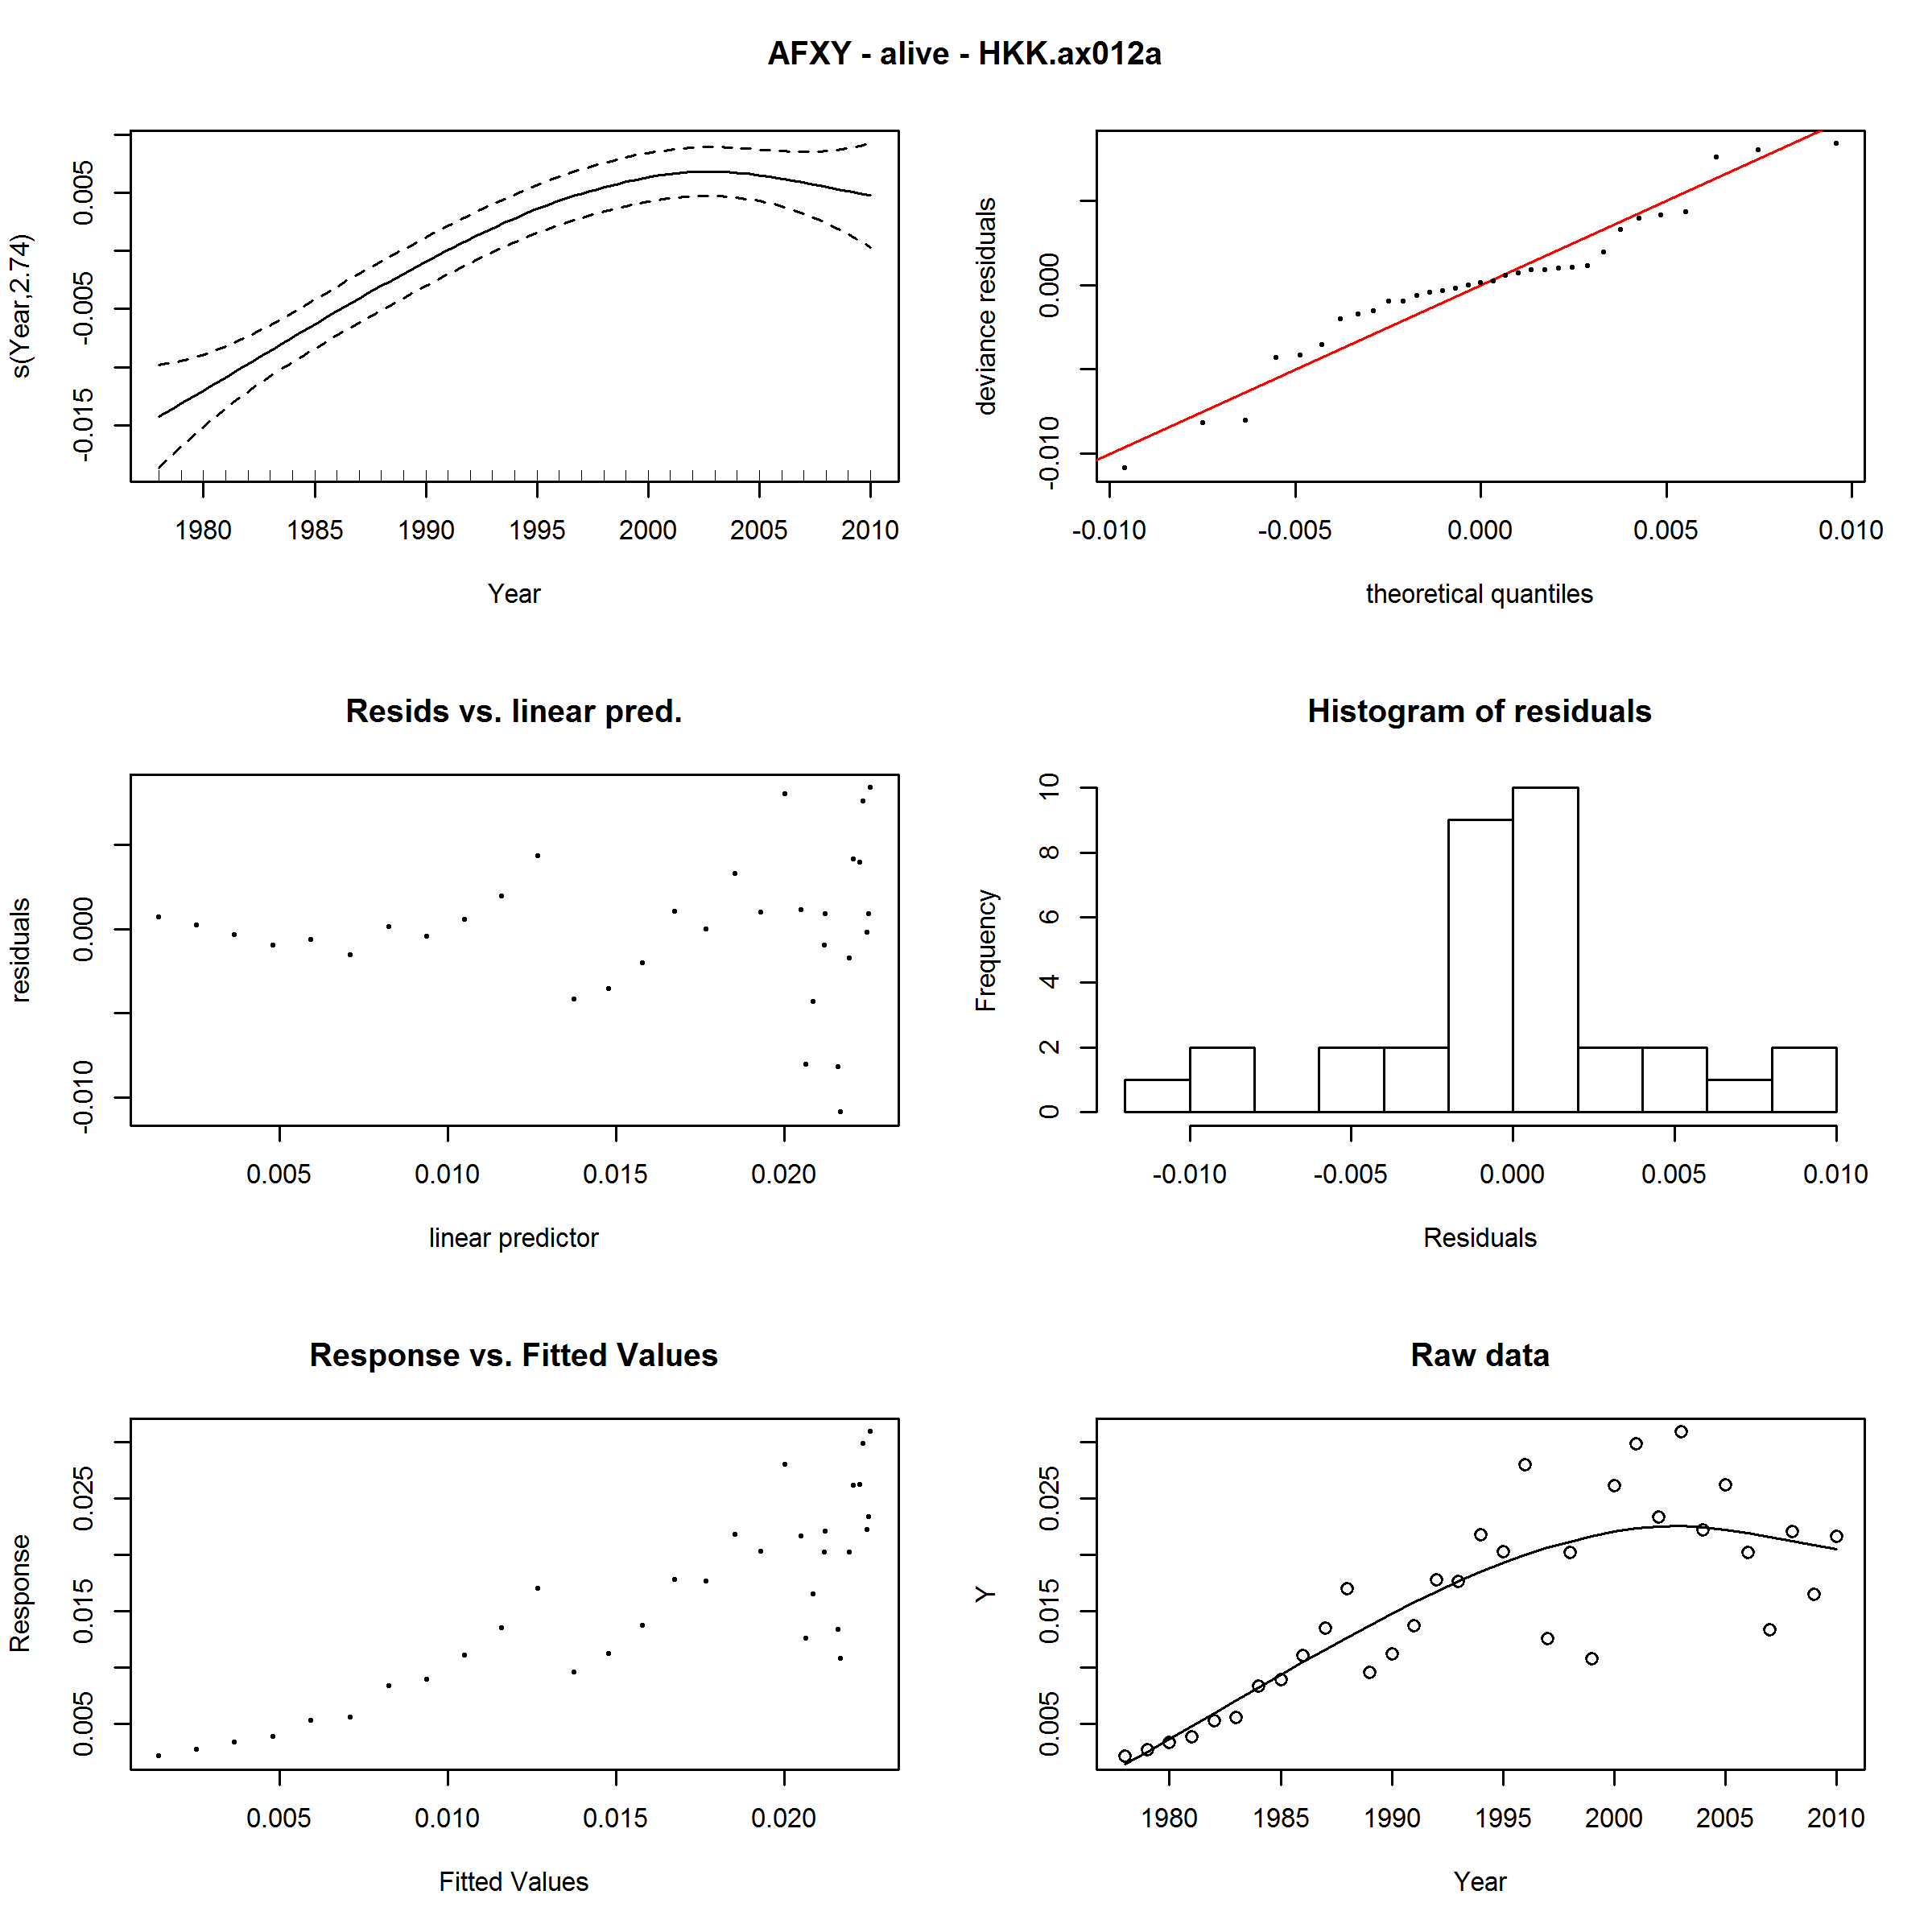 AFXY - alive - HKK.ax012a
s(Year,2.74)
-0.015 -0.005 0.005
1980 1985 1990 1995 2000 2005 2010
Year
deviance residuals
-0.010 0.000
-0.010 -0.005 0.000 0.005 0.010
theoretical quantiles
Resids vs. linear pred.
residuals
-0.010 0.000
0.005 0.010 0.015 0.020
linear predictor
Histogram of residuals
Frequency
0 2 4 6 8 10
-0.010 -0.005 0.000 0.005 0.010
Residuals
Response vs. Fitted Values
Response
0.005 0.015 0.025
0.005 0.010 0.015 0.020
Fitted Values
Raw data
Y
0.005 0.015 0.025
1980 1985 1990 1995 2000 2005 2010
Year